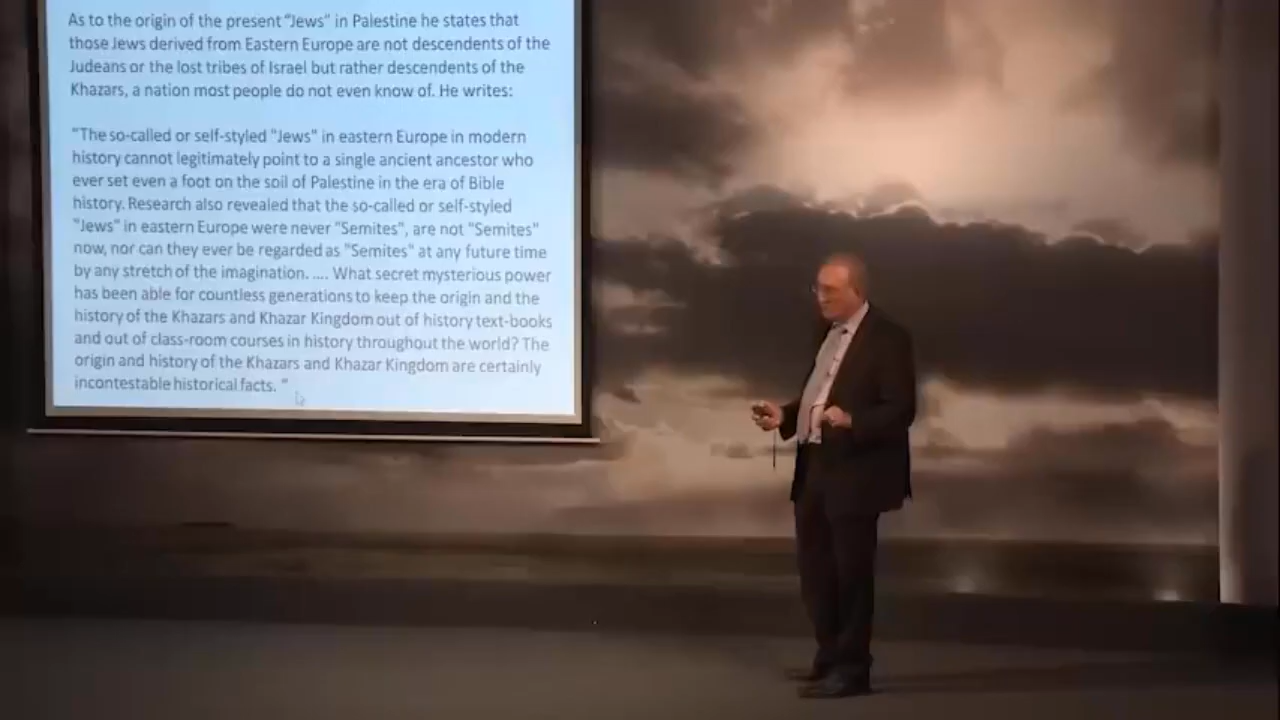 As to the origin of the present "Jews" in Palestine he states that
those Jews derived from Eastern Europe are not descendents of the
Judeans or the lost tribes of Israel but rather descendents of the
Khazars, a nation most people do not even know of. He writes:
"The so-called or self-styled "Jews" in eastern Europe in modern
history cannot legitimately point to a single ancient ancestor who
ever set even a foot on the soil of Palestine in the era of Bible
history. Research also revealed that the so-called or self-styled
"Jews" in eastern Europe were never "Semites", are not "Semites"
now, nor can they ever be regarded as "Semites" at any future time
by any stretch of the imagination. .... What secret mysterious power
has been able for countless generations to keep the origin and the
history of the Khazars and Khazar Kingdom out of history text-books
and out of class-room courses in history throughout the world? The
origin and history of the Khazars and Khazar Kingdom are certainly
incontestable historical facts. "